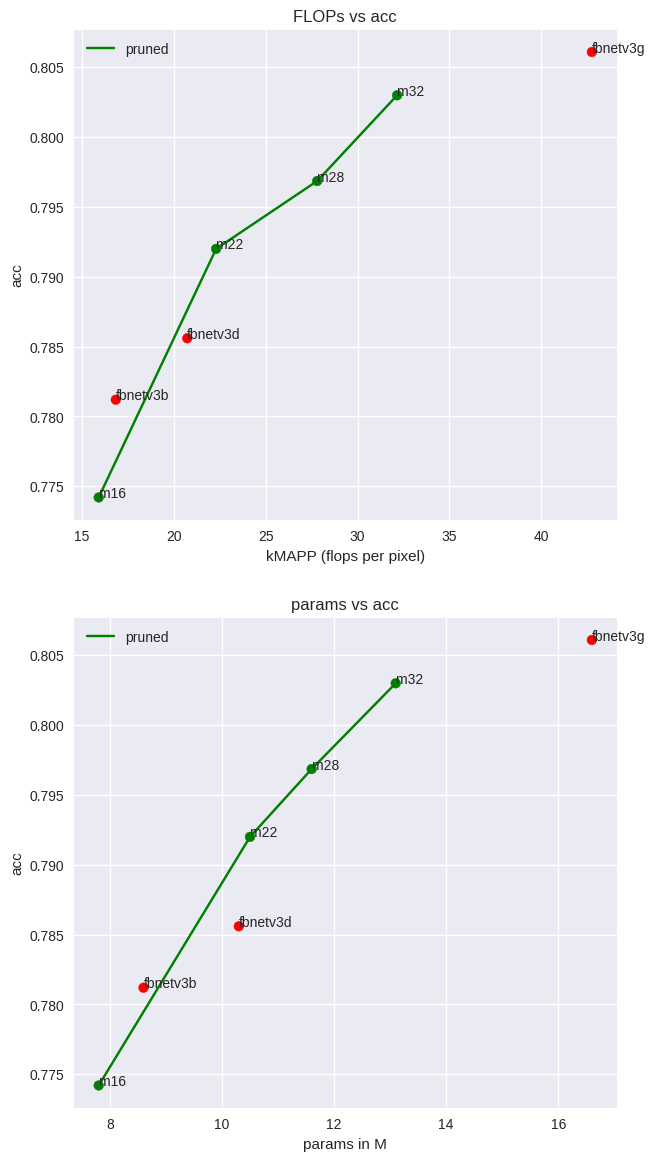 FLOPs vs acc
pruned
fbnetv3g
0.805
m32
0.800
m28
0.795
m22
acc
0.790
fbnetv3d
0.785
fbnetv3b
0.780
m16
0.775
15 20 25 30 35 40
kMAPP (flops per pixel)
params vs acc
pruned
fbnetv3g
0.805
m32
0.800
m28
0.795
m22
acc
0.790
fbnetv3d
0.785
fbnetv3b
0.780
m16
0.775
8 10 12 14 16
params in M